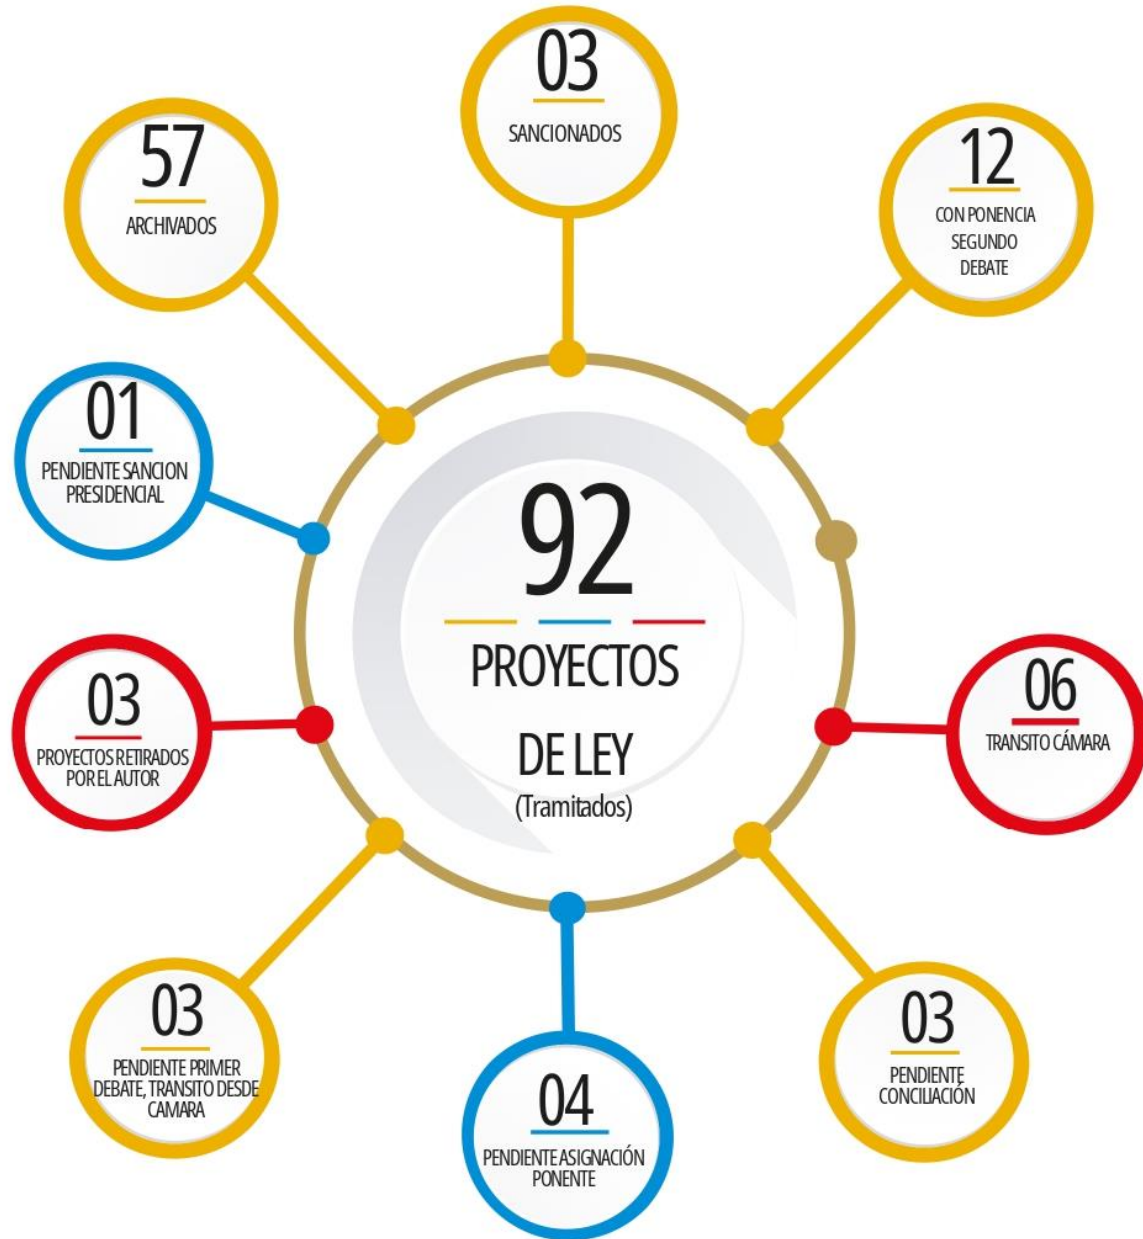 03
SANCIONADOS
57
ARCHIVADOS
12
CON PONENCIA
SEGUNDO
DEBATE
01
PENDIENTE SANCION
PRESIDENCIAL
92
PROYECTOS
DE LEY
(Tramitados)
03
PROYECTOS RETIRADOS
POR EL AUTOR
06
TRANSITO CÁMARA
03
PENDIENTE PRIMER
DEBATE, TRANSITO DESDE
CAMARA
04
PENDIENTE ASIGNACIÓN
PONENTE
03
PENDIENTE
CONCILIACIÓN